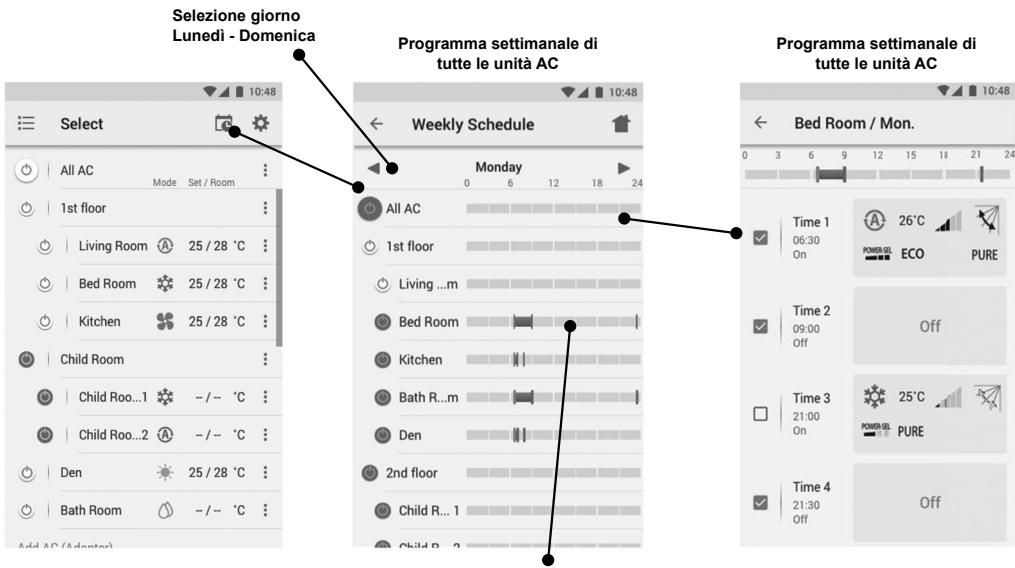 Selezione giorno
Lunedì - Domenica
Programma settimanale di
tutte le unità AC
Programma settimanale di
tutte le unità AC
10:48
Select
All AC
Mode Set / Room
1st floor
Living Room A 25 / 28 °C
Bed Room 25 / 28 °C
Kitchen 25 / 28 °C
Child Room
Child Roo...1 -- / -- °C
Child Roo...2 A -- / -- °C
Den 25 / 28 °C
Bath Room -- / -- °C
Add AC (Adapter)
10:48
Weekly Schedule
Monday
0 6 12 18 24
All AC
1st floor
Living ...m
Bed Room
Kitchen
Bath R...m
Den
2nd floor
Child R... 1
Child R... 2
10:48
Bed Room / Mon.
0 3 6 9 12 15 18 21 24
Time 1
06:30
On
A 26°C
POWER-SEL ECO PURE
Time 2
09:00
Off
Off
Time 3
21:00
On
25°C
POWER-SEL PURE
Time 4
21:30
Off
Off